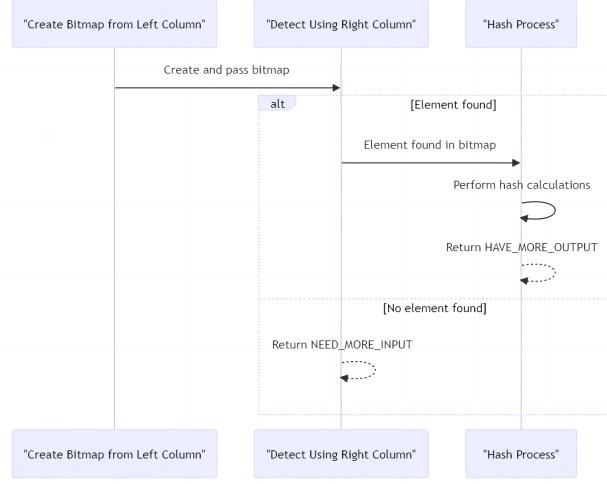 "Create Bitmap from Left Column" "Detect Using Right Column" "Hash Process"
Create and pass bitmap
alt [Element found]
Element found in bitmap
Perform hash calculations
Return HAVE_MORE_OUTPUT
[No element found]
Return NEED_MORE_INPUT
"Create Bitmap from Left Column" "Detect Using Right Column" "Hash Process"